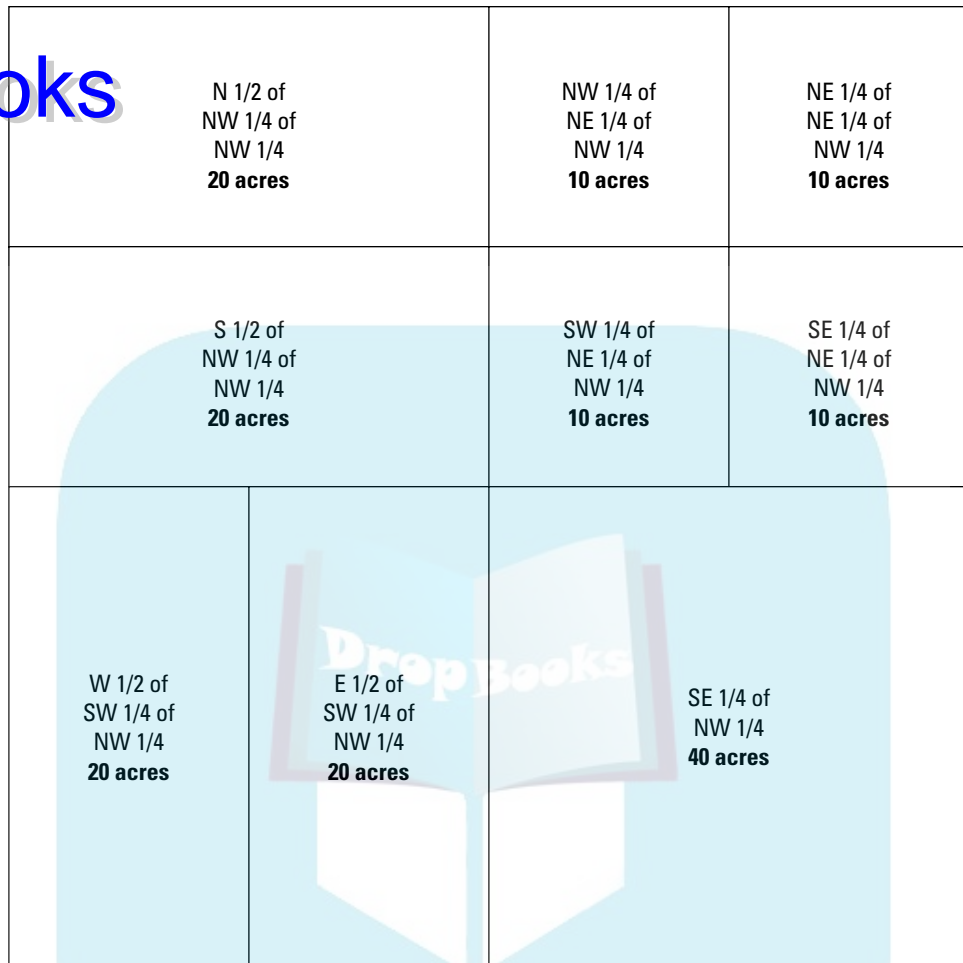 oks
N 1/2 of
NW 1/4 of
NW 1/4
20 acres
NW 1/4 of
NE 1/4 of
NW 1/4
10 acres
NE 1/4 of
NE 1/4 of
NW 1/4
10 acres
S 1/2 of
NW 1/4 of
NW 1/4
20 acres
SW 1/4 of
NE 1/4 of
NW 1/4
10 acres
SE 1/4 of
NE 1/4 of
NW 1/4
10 acres
W 1/2 of
SW 1/4 of
NW 1/4
20 acres
E 1/2 of
SW 1/4 of
NW 1/4
20 acres
SE 1/4 of
NW 1/4
40 acres
DropBooks